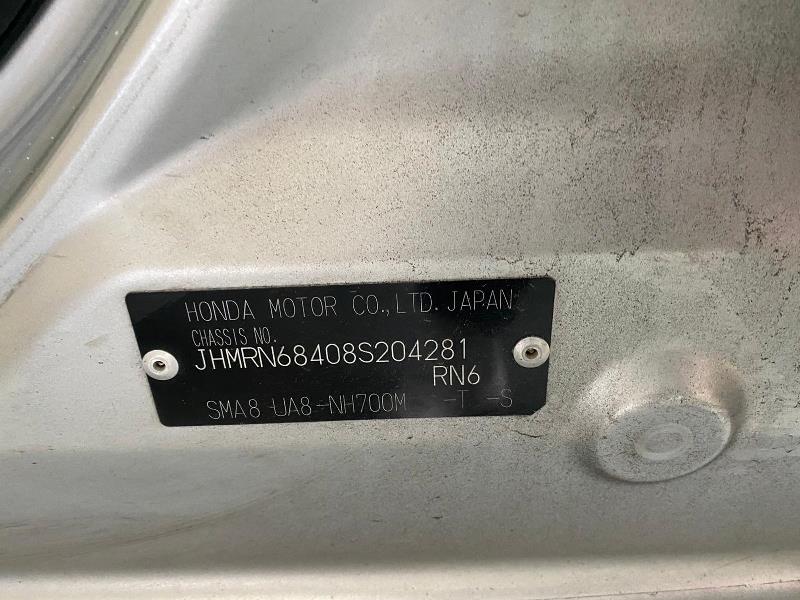 HONDA MOTOR CO.,LTD. JAPAN
CHASSIS NO.
JHMRN68408S204281
RN6
SMA8-UA8-NH700M -T -S